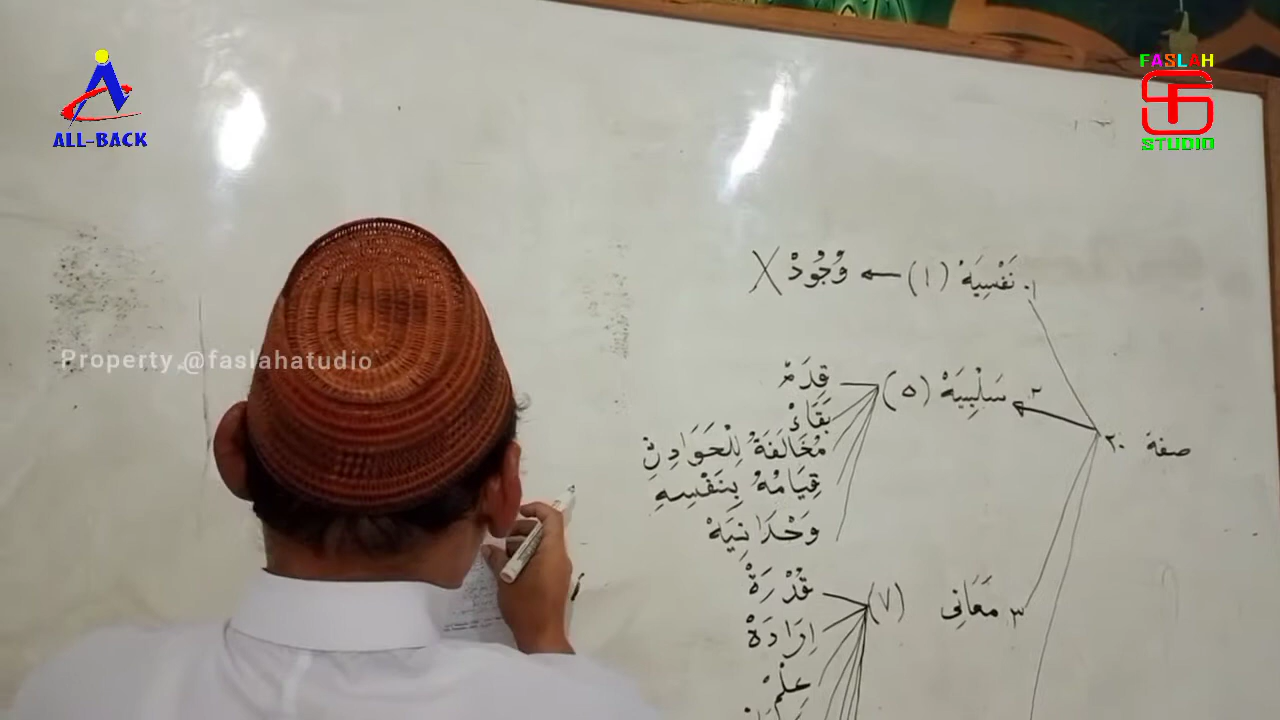 ALL-BACK
FASLAH
STUDIO
Property @faslahatudio
١. نَفْسِيَهْ (١) ← وُجُودْ X
صفة ٢٠
٢. سَلْبِيَهْ (٥)
قِدَمْ
بَقَاءْ
مُخَالَفَةُ لِلْحَوَادِثْ
قِيَامُهُ بِنَفْسِهِ
وَحْدَانِيَهْ
٣ مَعَانِى (٧)
قُدْرَةْ
اِرَادَةْ
عِلْمْ